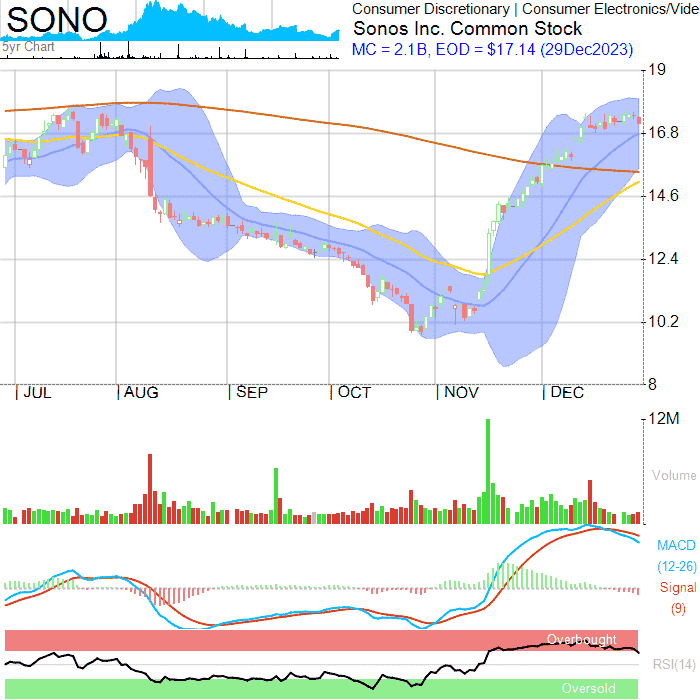 SONO
Consumer Discretionary | Consumer Electronics/Vide
Sonos Inc. Common Stock
MC = 2.1B, EOD = $17.14 (29Dec2023)
5yr Chart
19
16.8
14.6
12.4
10.2
8
JUL AUG SEP OCT NOV DEC
12M
Volume
MACD
(12-26)
Signal
(9)
Overbought
RSI(14)
Oversold